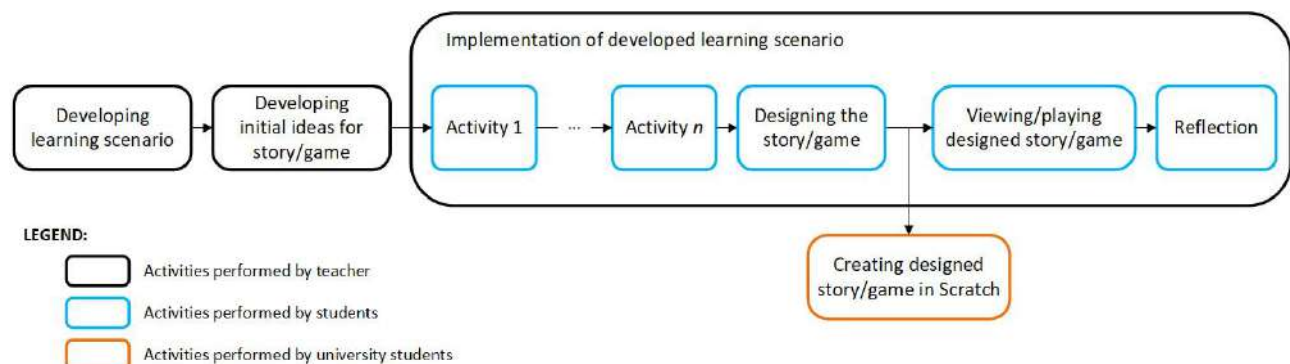 Implementation of developed learning scenario
Developing
learning scenario
Developing
initial ideas for
story/game
Activity 1
...
Activity n
Designing the
story/game
Viewing/playing
designed story/game
Reflection
Creating designed
story/game in Scratch
LEGEND:
Activities performed by teacher
Activities performed by students
Activities performed by university students